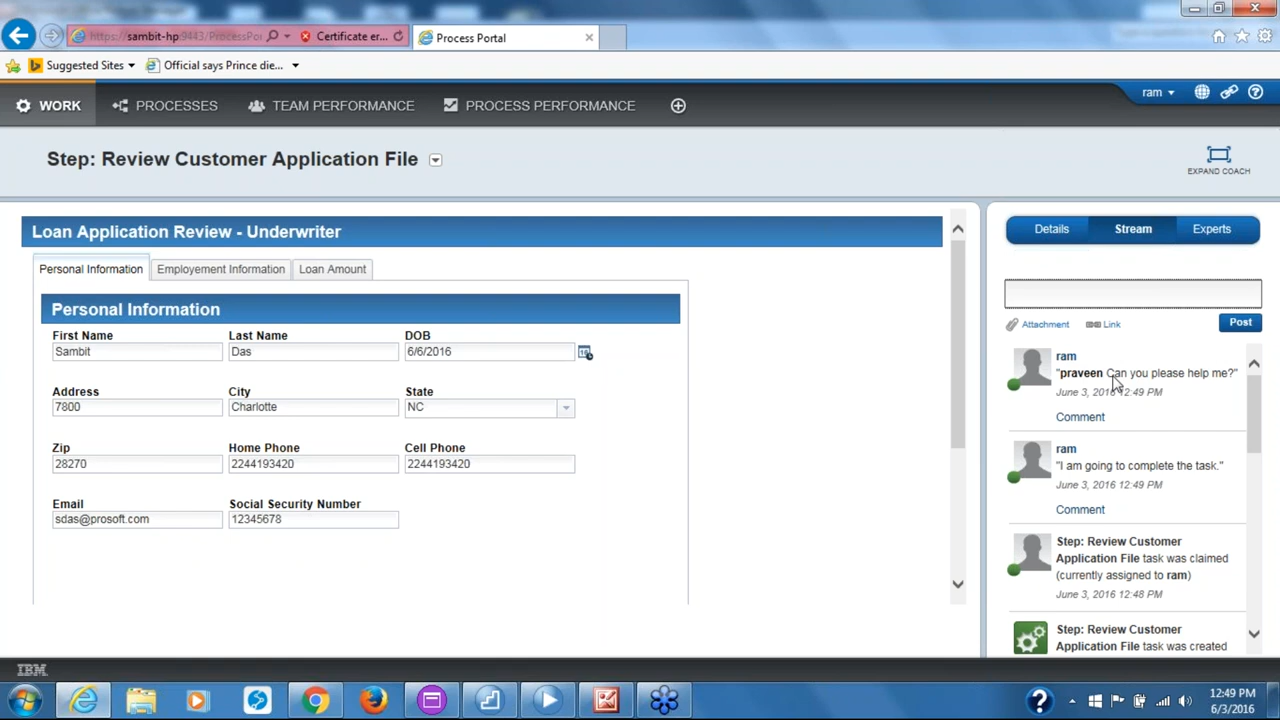 https://sambit-hp:9443/ProcessPo
Certificate er...
Process Portal
Suggested Sites
Official says Prince die...
WORK
PROCESSES
TEAM PERFORMANCE
PROCESS PERFORMANCE
ram
Step: Review Customer Application File
EXPAND COACH
Loan Application Review - Underwriter
Personal Information
Employement Information
Loan Amount
Personal Information
First Name
Last Name
DOB
Sambit
Das
6/6/2016
Address
City
State
7800
Charlotte
NC
Zip
Home Phone
Cell Phone
28270
2244193420
2244193420
Email
Social Security Number
sdas@prosoft.com
12345678
Details
Stream
Experts
Attachment
Link
Post
ram
"praveen Can you please help me?"
June 3, 2016 12:49 PM
Comment
ram
"I am going to complete the task."
June 3, 2016 12:49 PM
Comment
Step: Review Customer
Application File task was claimed
(currently assigned to ram)
June 3, 2016 12:48 PM
Step: Review Customer
Application File task was created
IBM
12:49 PM
6/3/2016